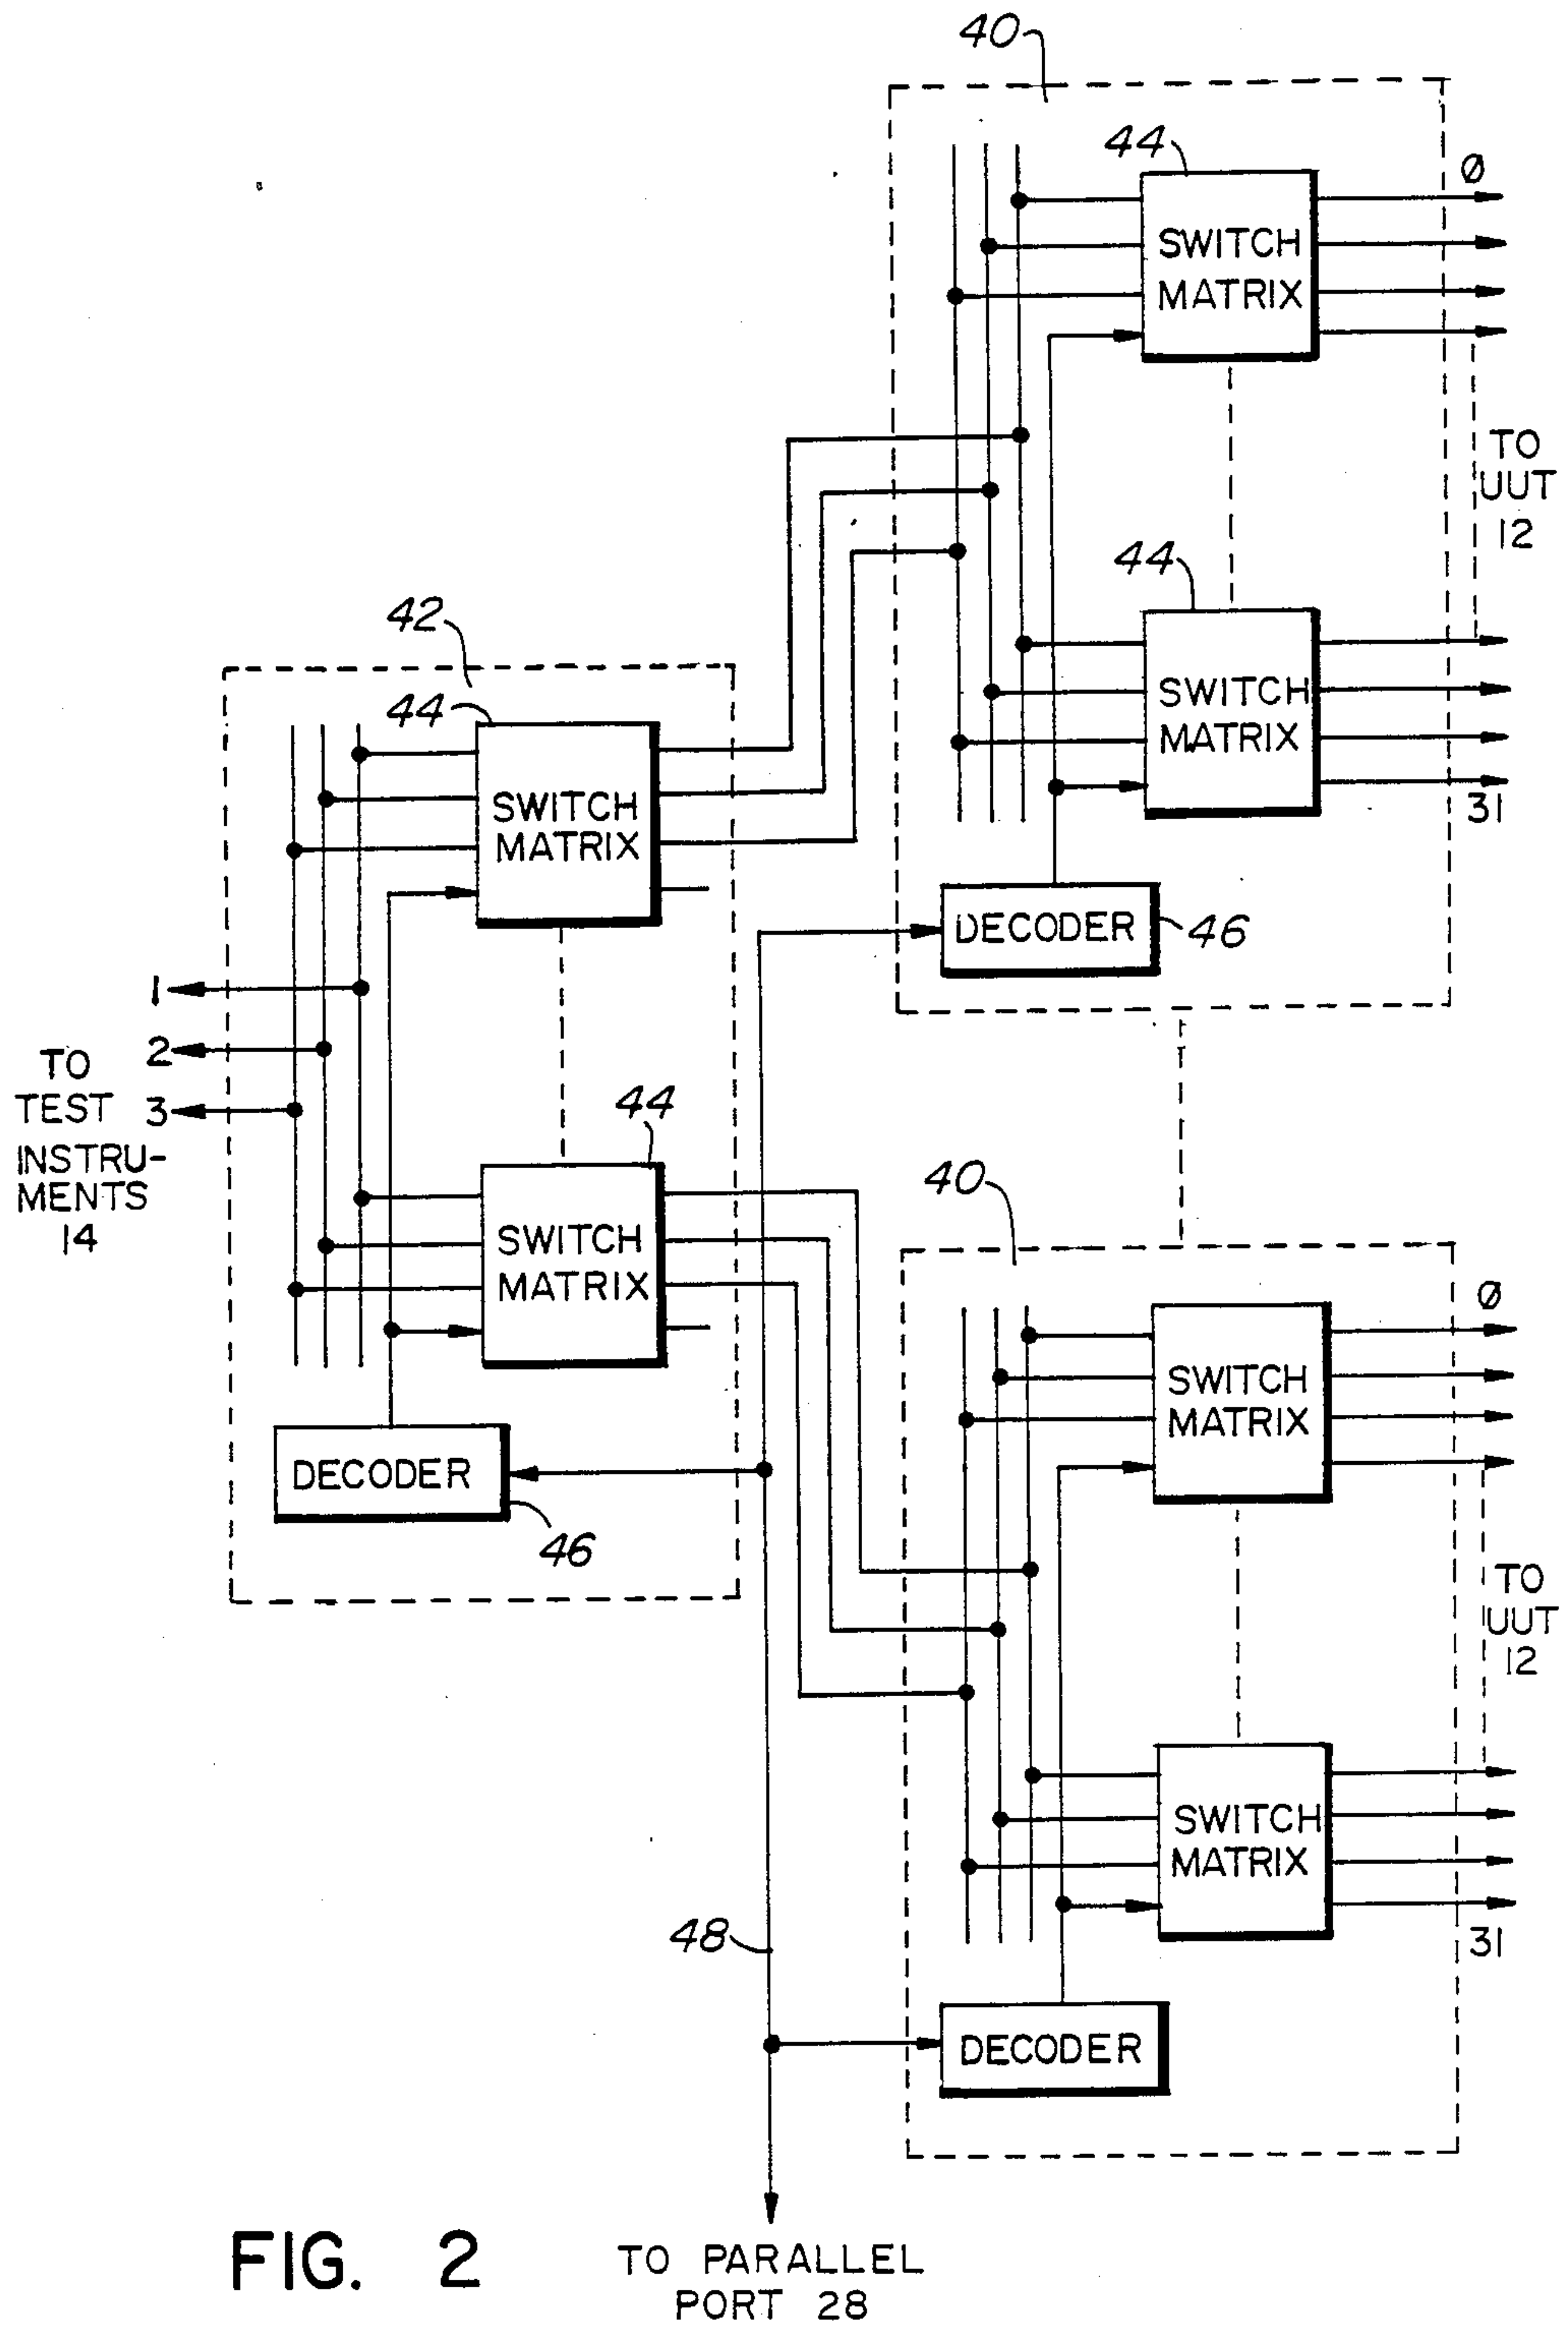 40
44
Ø
SWITCH
MATRIX
TO
UUT
12
44
SWITCH
MATRIX
31
DECODER
46
42
44
SWITCH
MATRIX
1
2
3
TO
TEST
INSTRU-
MENTS
14
44
SWITCH
MATRIX
DECODER
46
40
Ø
SWITCH
MATRIX
TO
UUT
12
SWITCH
MATRIX
31
48
DECODER
FIG. 2
TO PARALLEL
PORT 28